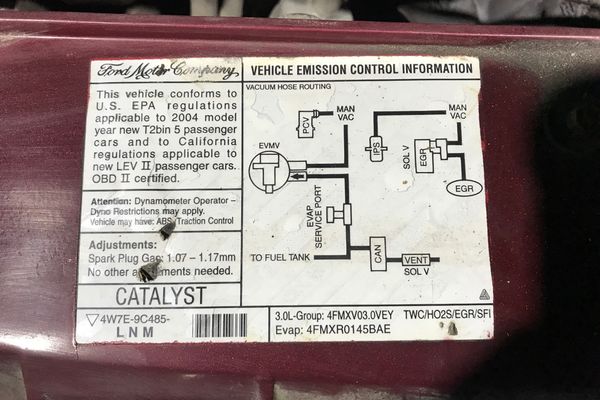 Ford Motor Company
This vehicle conforms to
U.S. EPA regulations
applicable to 2004 model
year new T2bin 5 passenger
cars and to California
regulations applicable to
new LEV II passenger cars.
OBD II certified.
Attention: Dynamometer Operator -
Dyno Restrictions may apply.
Vehicle may have: ABS/Traction Control
Adjustments:
Spark Plug Gap: 1.07 – 1.17mm
No other needed.
CATALYST
4W7E-9C485-
LNM
VEHICLE EMISSION CONTROL INFORMATION
VACUUM HOSE ROUTING
MAN
VAC
PCV
EVMV
MAN
VAC
IPS
SOL V
EGR
EGR
EVAP
SERVICE PORT
TO FUEL TANK
CAN
VENT
SOL V
3.0L-Group: 4FMXV03.0VEY TWC/HO2S/EGR/SFI
Evap: 4FMXR0145BAE